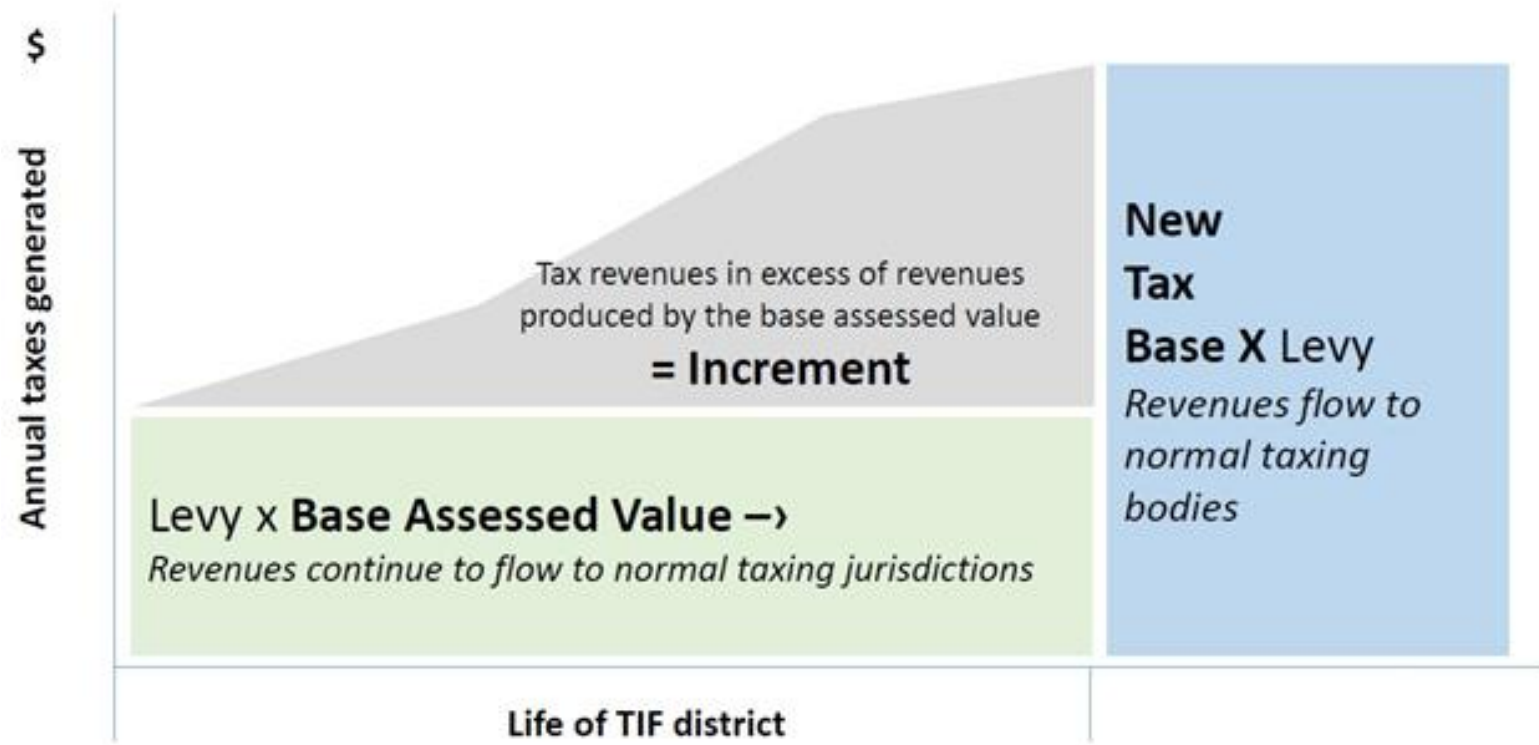 $
Annual taxes generated
Tax revenues in excess of revenues
produced by the base assessed value
= Increment
Levy x Base Assessed Value –›
Revenues continue to flow to normal taxing jurisdictions
New
Tax
Base X Levy
Revenues flow to
normal taxing
bodies
Life of TIF district